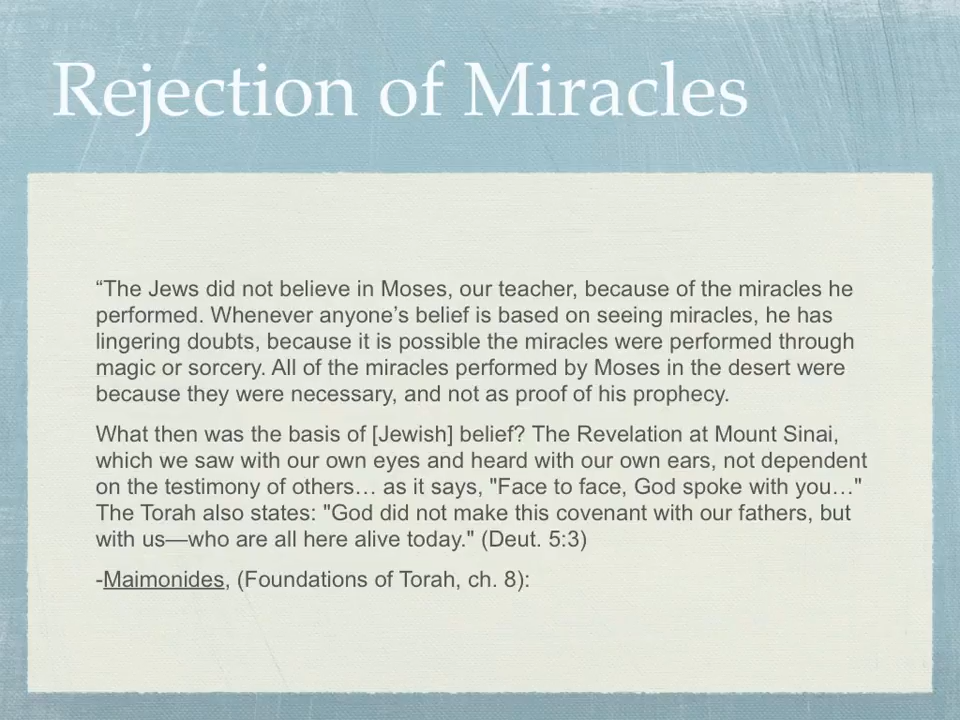 Rejection of Miracles
“The Jews did not believe in Moses, our teacher, because of the miracles he
performed. Whenever anyone’s belief is based on seeing miracles, he has
lingering doubts, because it is possible the miracles were performed through
magic or sorcery. All of the miracles performed by Moses in the desert were
because they were necessary, and not as proof of his prophecy.
What then was the basis of [Jewish] belief? The Revelation at Mount Sinai,
which we saw with our own eyes and heard with our own ears, not dependent
on the testimony of others… as it says, "Face to face, God spoke with you…"
The Torah also states: "God did not make this covenant with our fathers, but
with us—who are all here alive today." (Deut. 5:3)
-Maimonides, (Foundations of Torah, ch. 8):